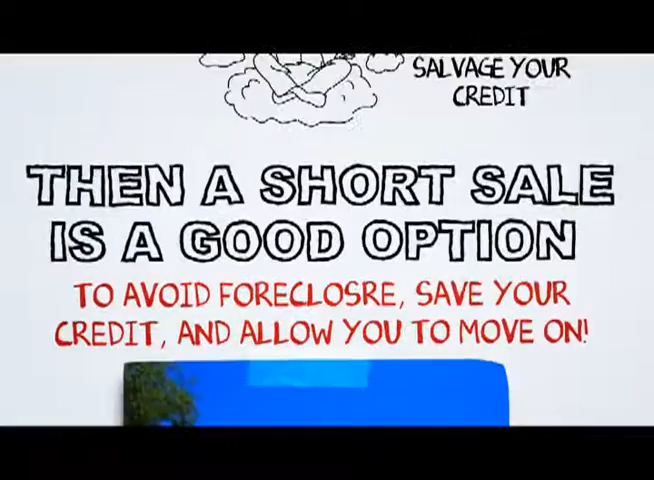 SALVAGE YOUR
CREDIT
THEN A SHORT SALE
IS A GOOD OPTION
TO AVOID FORECLOSRE, SAVE YOUR
CREDIT, AND ALLOW YOU TO MOVE ON!